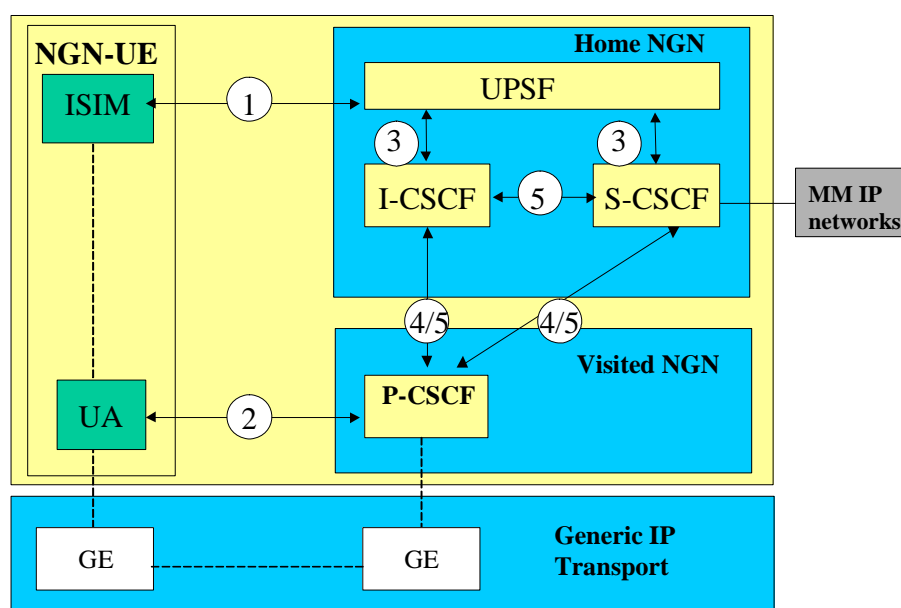 Home NGN
NGN-UE
ISIM
1
UPSF
3
3
I-CSCF
5
S-CSCF
MM IP
networks
4/5
4/5
Visited NGN
P-CSCF
UA
2
GE
GE
Generic IP
Transport